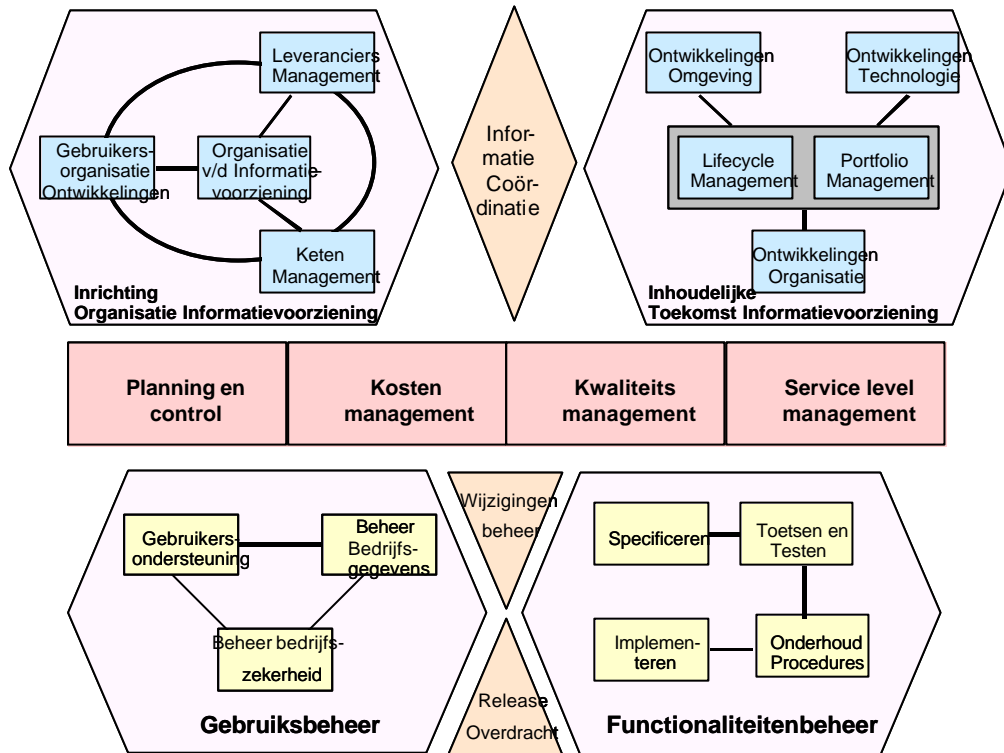 Leveranciers
Management
Gebruikers-
organisatie
Ontwikkelingen
Organisatie
v/d Informatie-
voorziening
Keten
Management
Inrichting
Organisatie Informatievoorziening
Infor-
matie
Coör-
dinatie
Ontwikkelingen
Omgeving
Ontwikkelingen
Technologie
Lifecycle
Management
Portfolio
Management
Ontwikkelingen
Organisatie
Inhoudelijke
Toekomst Informatievoorziening
Planning en
control
Kosten
management
Kwaliteits
management
Service level
management
Gebruikers-
ondersteuning
Beheer
Bedrijfs-
gegevens
Beheer bedrijfs-
zekerheid
Gebruiksbeheer
Wijzigingen
beheer
Release
Overdracht
Specificeren
Toetsen en
Testen
Implemen-
teren
Onderhoud
Procedures
Functionaliteitenbeheer